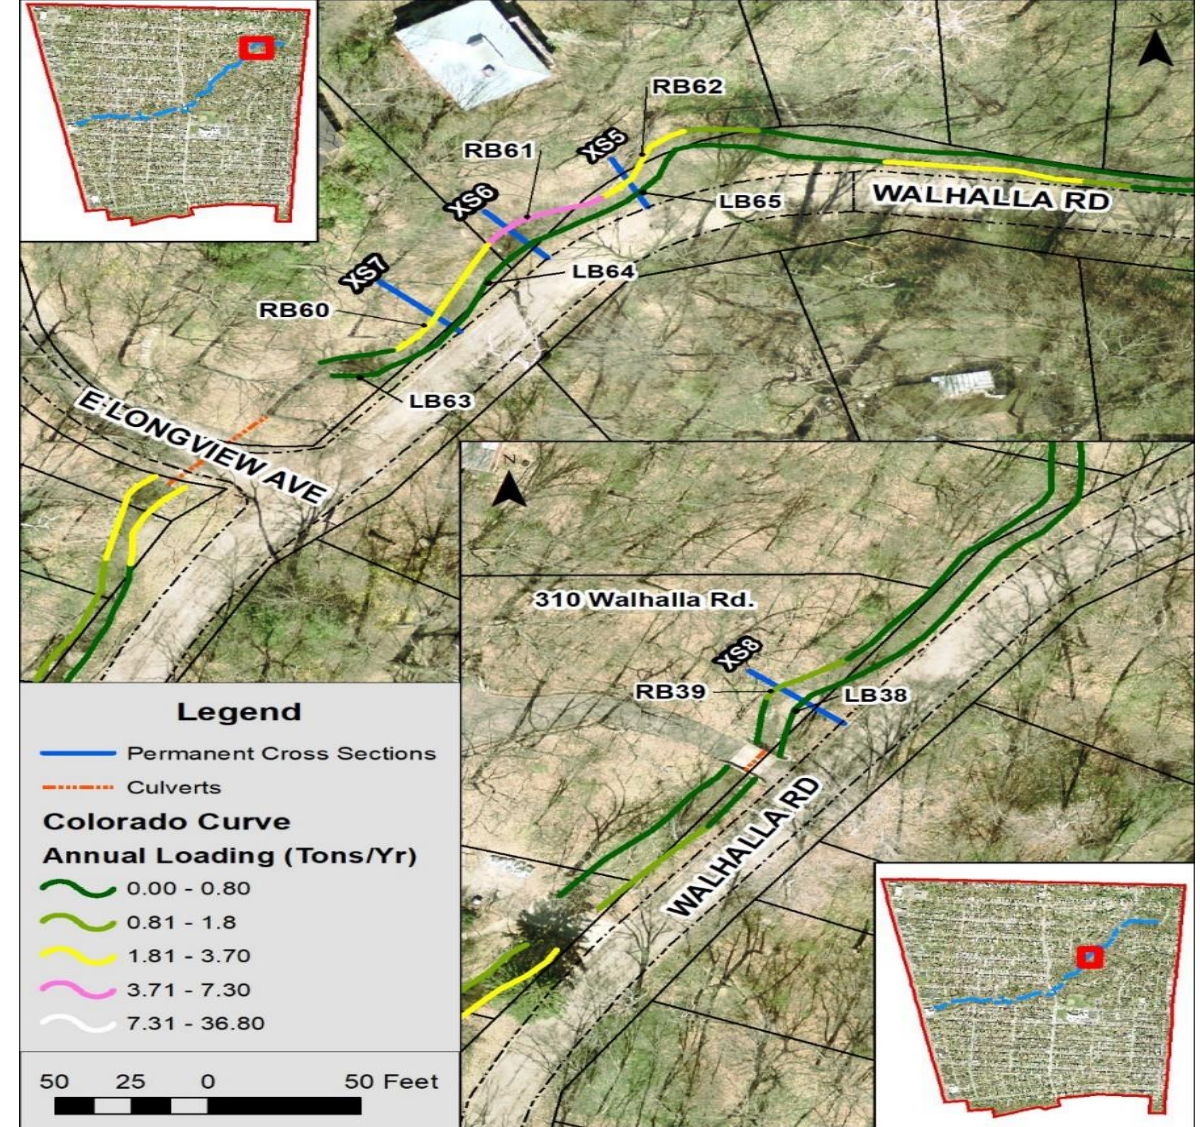 N
RB62
RB61
XS5
XS6
LB65
WALHALLA RD
XS7
LB64
RB60
LB63
E LONGVIEW AVE
N
310 Walhalla Rd.
XS8
RB39
LB38
WALHALLA RD
Legend
Permanent Cross Sections
Culverts
Colorado Curve
Annual Loading (Tons/Yr)
0.00 - 0.80
0.81 - 1.8
1.81 - 3.70
3.71 - 7.30
7.31 - 36.80
50 25 0 50 Feet